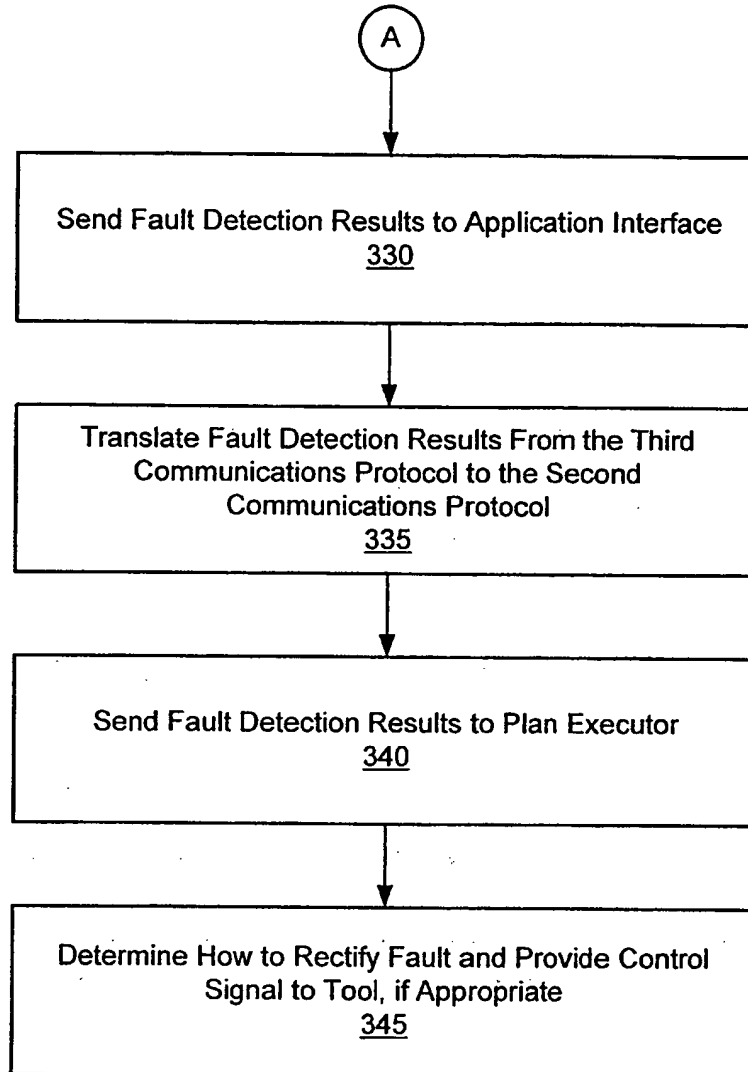 A
Send Fault Detection Results to Application Interface
330
Translate Fault Detection Results From the Third
Communications Protocol to the Second
Communications Protocol
335
Send Fault Detection Results to Plan Executor
340
Determine How to Rectify Fault and Provide Control
Signal to Tool, if Appropriate
345